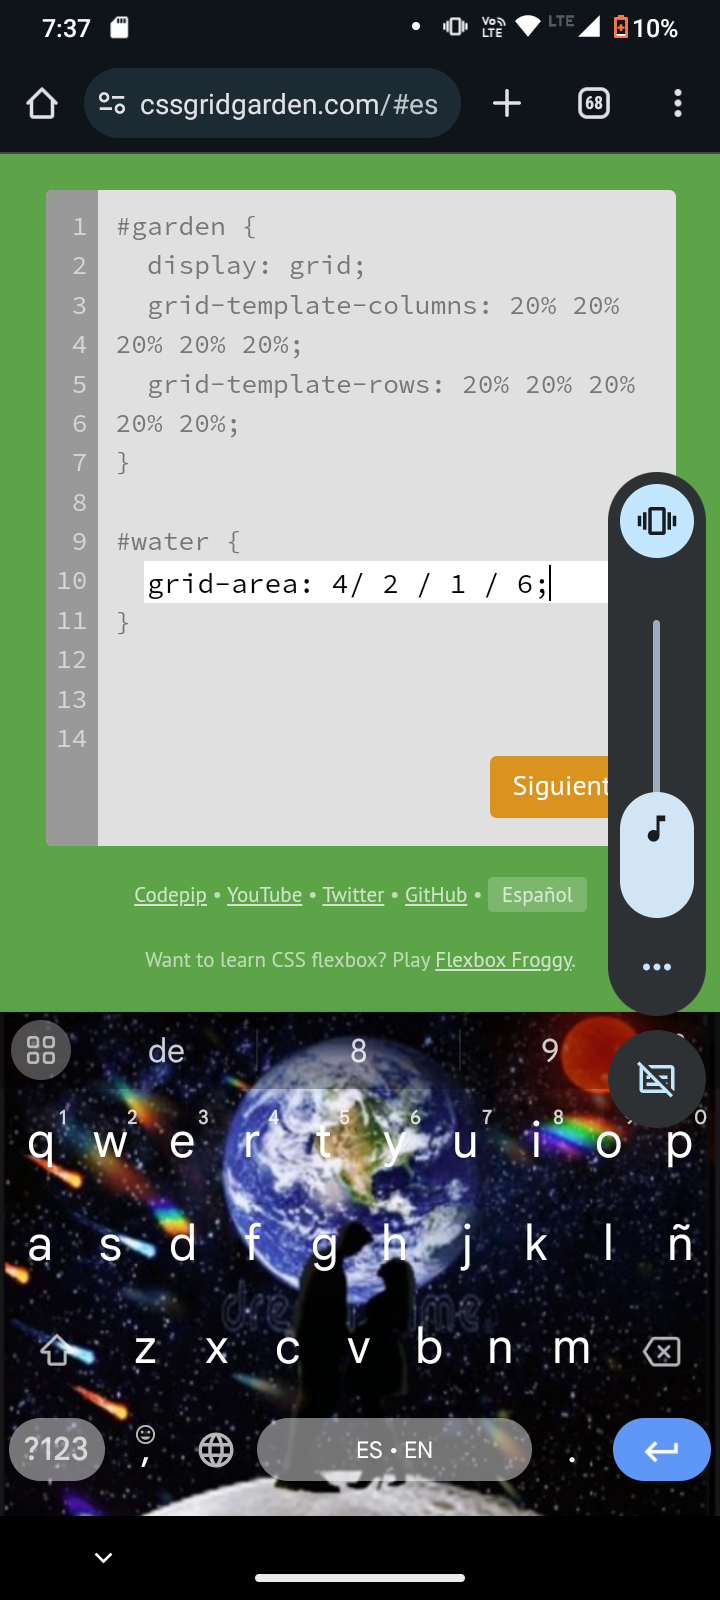 7:37 Vo LTE LTE 10%
cssgridgarden.com/#es 68
1 #garden {
2 display: grid;
3 grid-template-columns: 20% 20%
4 20% 20% 20%;
5 grid-template-rows: 20% 20% 20%
6 20% 20%;
7 }
8
9 #water {
10 grid-area: 4/ 2 / 1 / 6;
11 }
12
13
14
Siguient
Codepip • YouTube • Twitter • GitHub • Español
Want to learn CSS flexbox? Play Flexbox Froggy.
de 8 9
1 2 3 4 5 6 7 8 9 0
q w e r t y u i o p
a s d f g h j k l ñ
z x c v b n m
?123 , ES • EN .